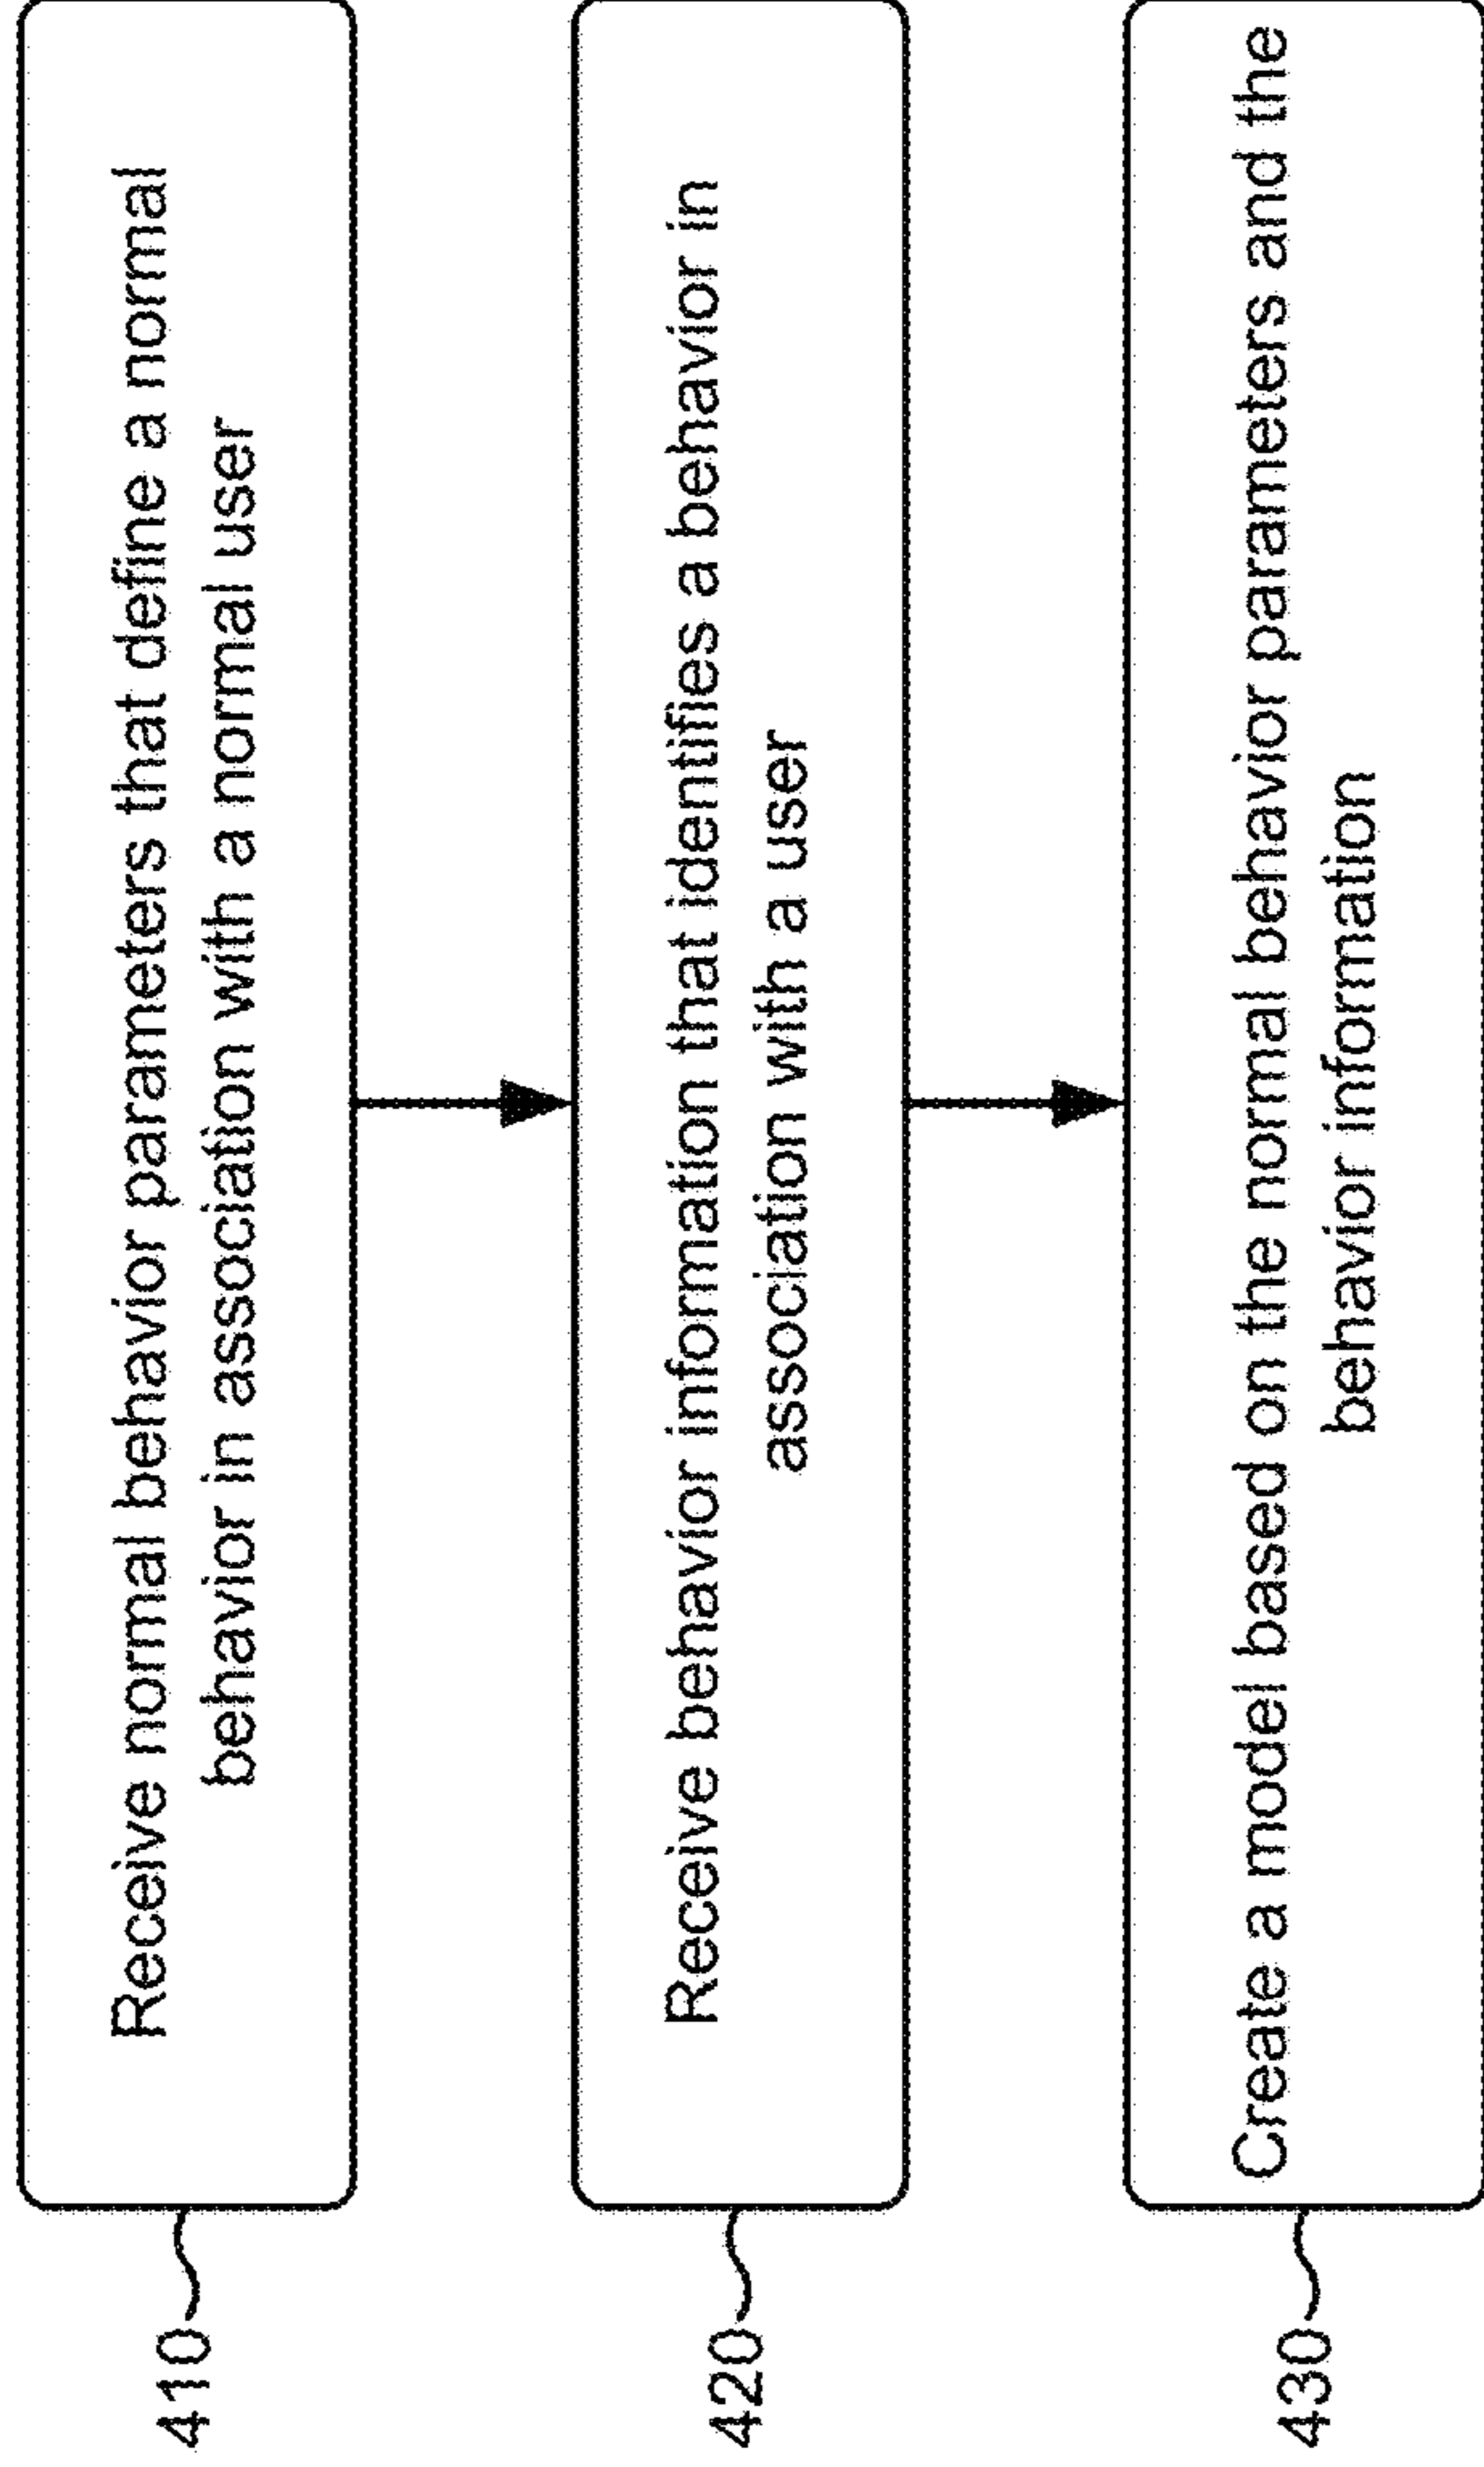 410
Receive normal behavior parameters that define a normal
behavior in association with a normal user
420
Receive behavior information that identifies a behavior in
association with a user
430
Create a model based on the normal behavior parameters and the
behavior information